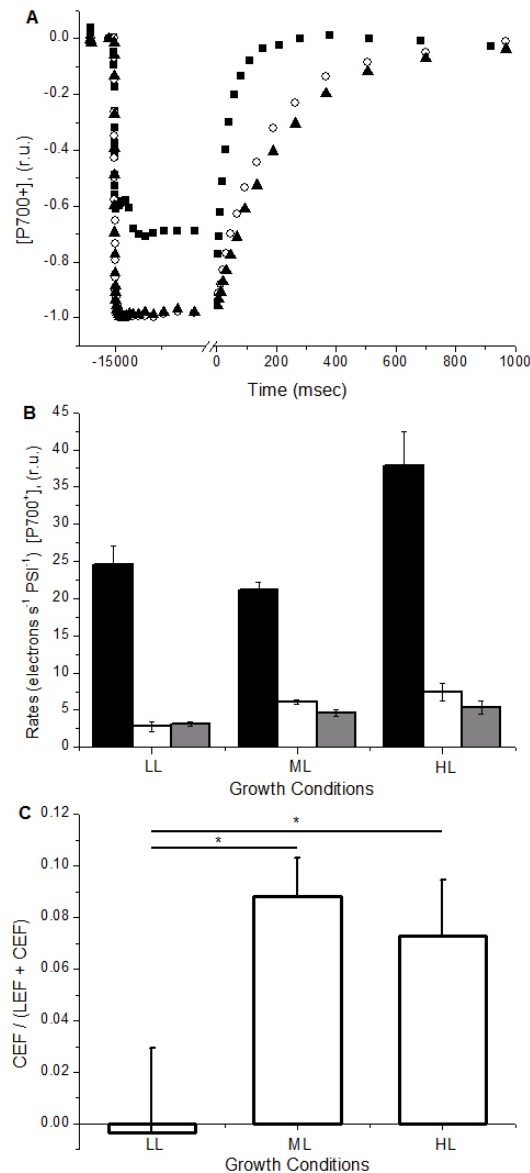 A
0.0
-0.2
-0.4
-0.6
-0.8
-1.0
[P700+], (r.u.)
-15000 0 200 400 600 800 1000
Time (msec)
B
45
40
35
30
25
20
15
10
5
0
Rates (electrons s⁻¹ PSI⁻¹) [P700⁺], (r.u.)
LL ML HL
Growth Conditions
C
0.12
0.10
0.08
0.06
0.04
0.02
0.00
CEF / (LEF + CEF)
*
*
LL ML HL
Growth Conditions